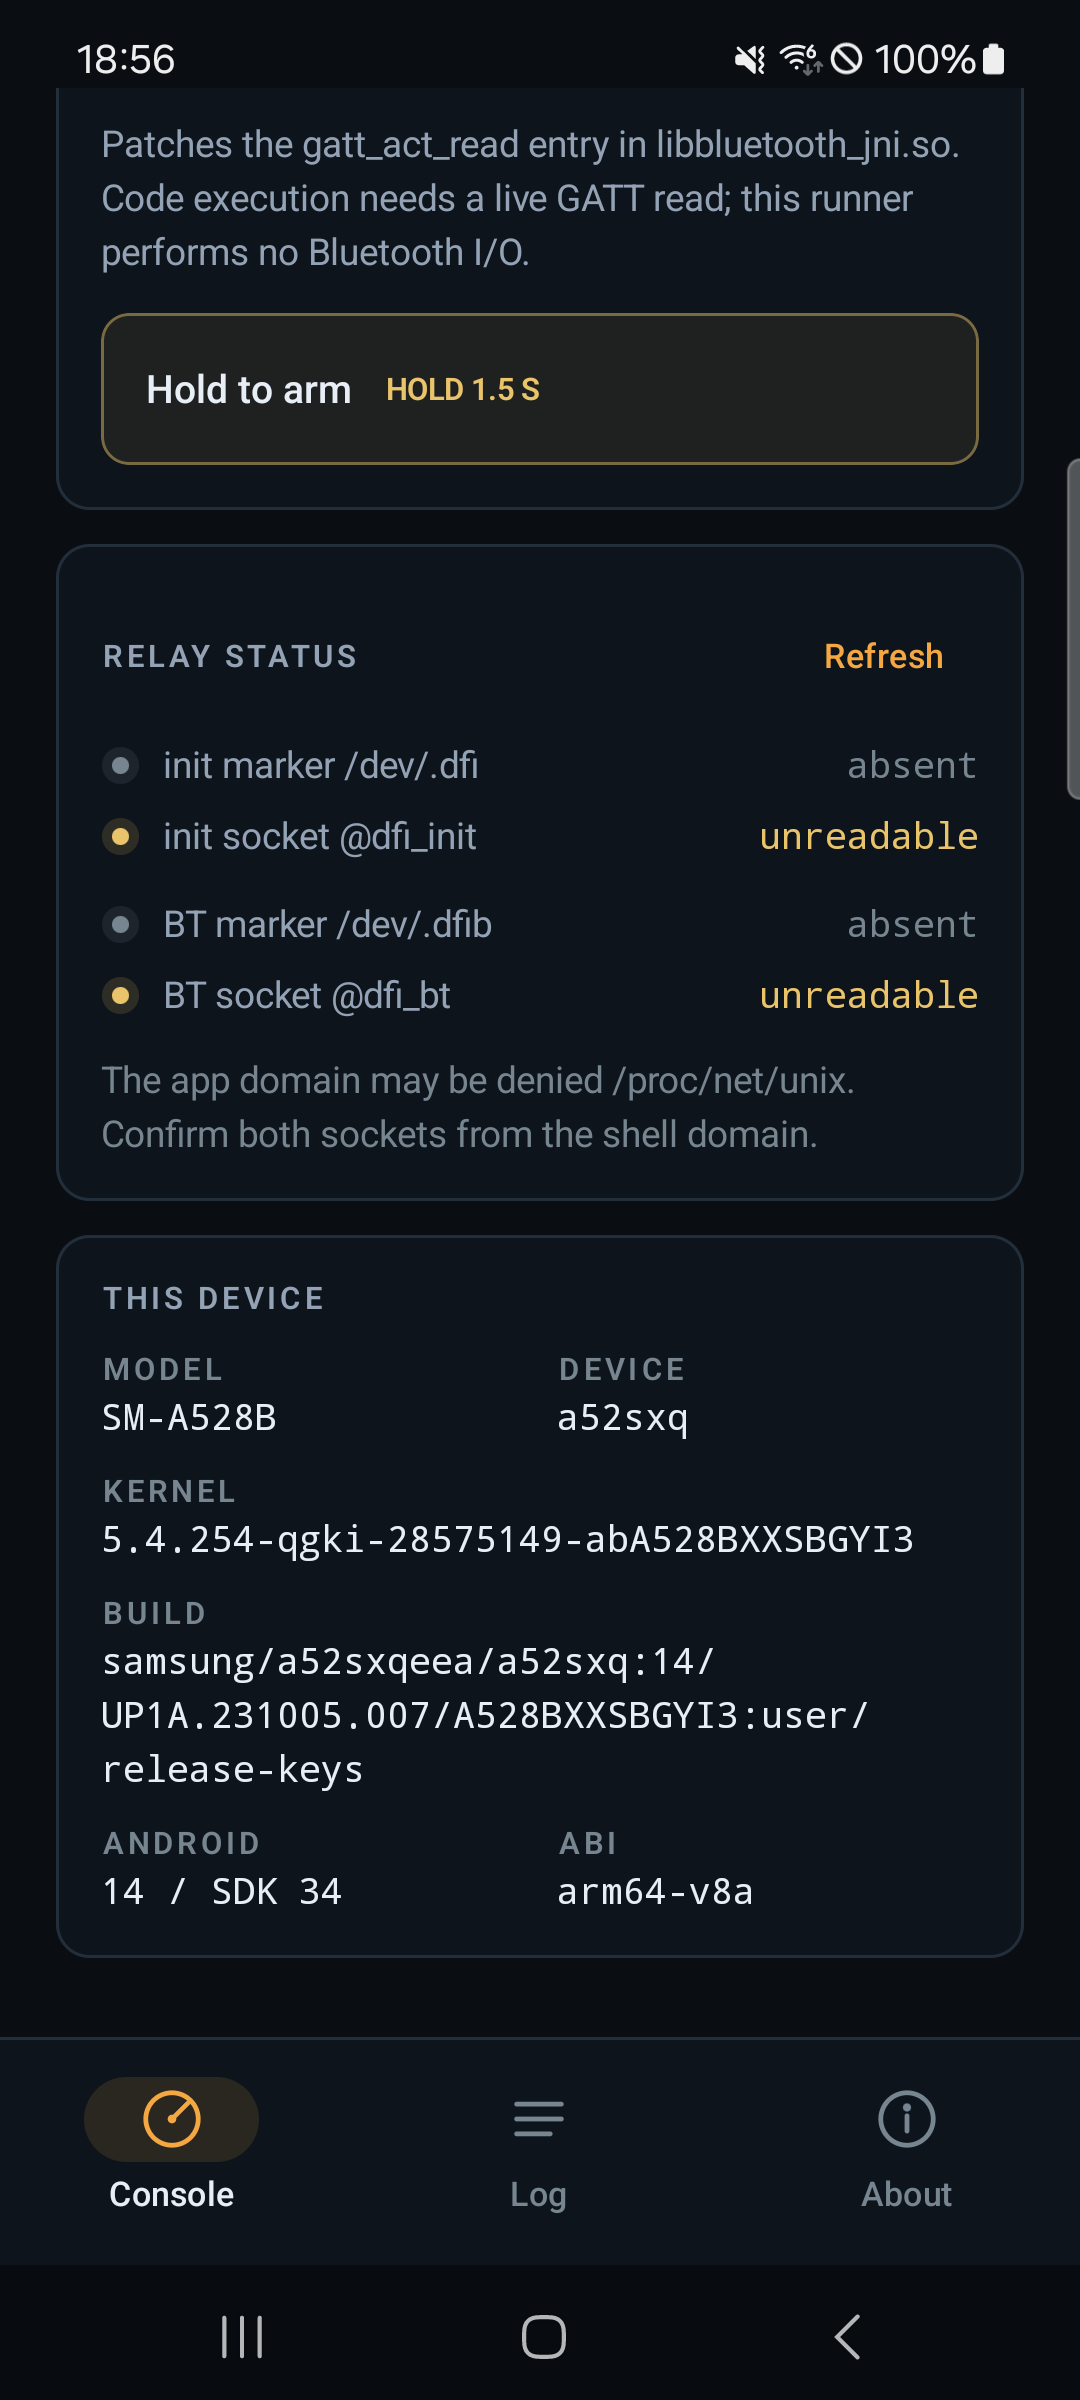 18:56
6
100%
Patches the gatt_act_read entry in libbluetooth_jni.so.
Code execution needs a live GATT read; this runner
performs no Bluetooth I/O.
Hold to arm HOLD 1.5 S
RELAY STATUS Refresh
init marker /dev/.dfi absent
init socket @dfi_init unreadable
BT marker /dev/.dfib absent
BT socket @dfi_bt unreadable
The app domain may be denied /proc/net/unix.
Confirm both sockets from the shell domain.
THIS DEVICE
MODEL DEVICE
SM-A528B a52sxq
KERNEL
5.4.254-qgki-28575149-abA528BXXSBGYI3
BUILD
samsung/a52sxqeea/a52sxq:14/
UP1A.231005.007/A528BXXSBGYI3:user/
release-keys
ANDROID ABI
14 / SDK 34 arm64-v8a
Console Log About